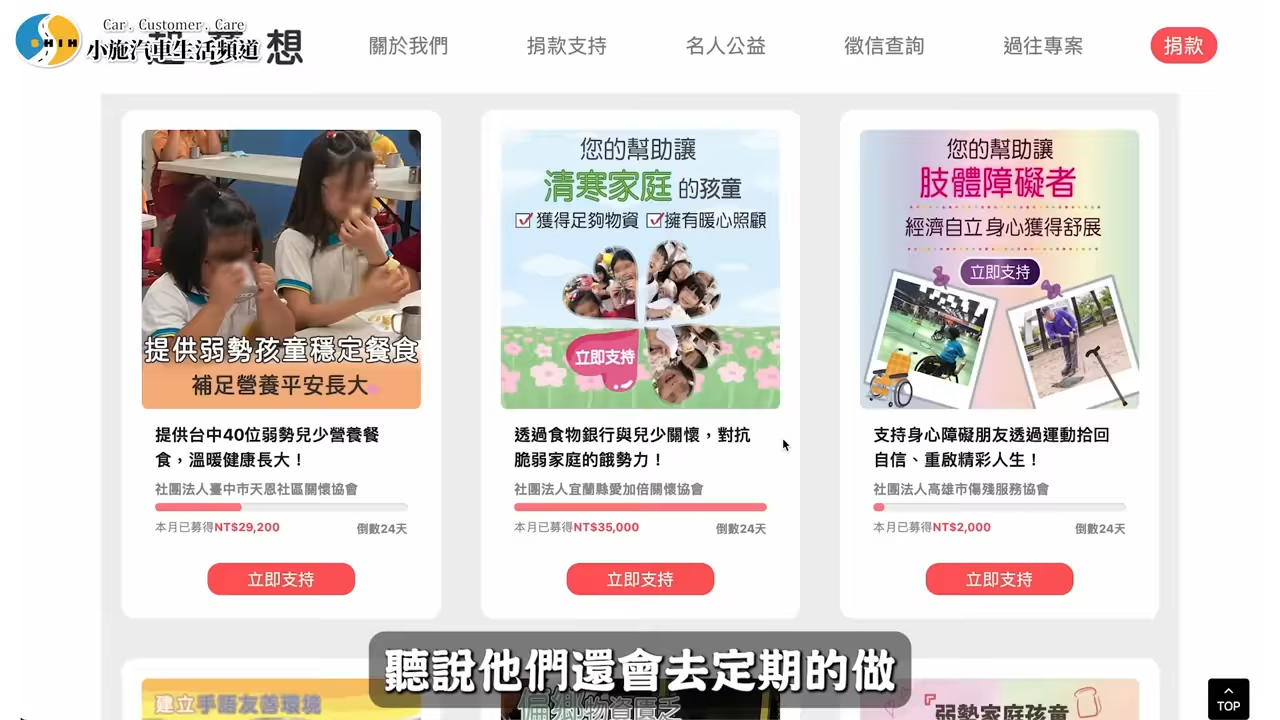 Car . Customer . Care
SHIH
小施汽車生活頻道
想
關於我們
捐款支持
名人公益
徵信查詢
過往專案
捐款
提供弱勢孩童穩定餐食
補足營養平安長大
提供台中40位弱勢兒少營養餐
食，溫暖健康長大！
社團法人臺中市天恩社區關懷協會
本月已募得NT$29,200
倒數24天
立即支持
您的幫助讓
清寒家庭 的孩童
獲得足夠物資 擁有暖心照顧
立即支持
透過食物銀行與兒少關懷，對抗
脆弱家庭的餓勢力！
社團法人宜蘭縣愛加倍關懷協會
本月已募得NT$35,000
倒數24天
立即支持
您的幫助讓
肢體障礙者
經濟自立 身心獲得舒展
立即支持
支持身心障礙朋友透過運動拾回
自信、重啟精彩人生！
社團法人高雄市傷殘服務協會
本月已募得NT$2,000
倒數24天
立即支持
聽說他們還會去定期的做
建立手語友善環境
偏鄉物資匱乏
弱勢家庭孩童
TOP